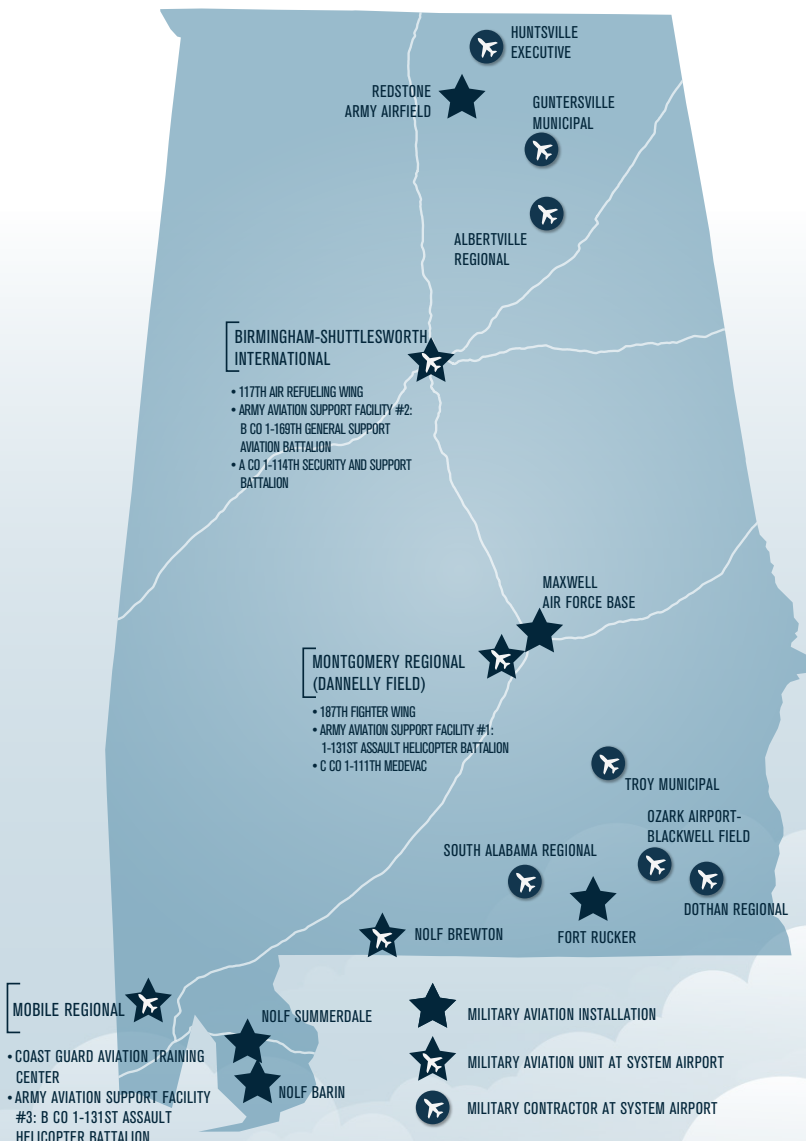 HUNTSVILLE
EXECUTIVE
REDSTONE
ARMY AIRFIELD
GUNTERSVILLE
MUNICIPAL
ALBERTVILLE
REGIONAL
BIRMINGHAM-SHUTTLESWORTH
INTERNATIONAL
• 117TH AIR REFUELING WING
• ARMY AVIATION SUPPORT FACILITY #2:
B CO 1-169TH GENERAL SUPPORT
AVIATION BATTALION
• A CO 1-114TH SECURITY AND SUPPORT
BATTALION
MAXWELL
AIR FORCE BASE
MONTGOMERY REGIONAL
(DANNELLY FIELD)
• 187TH FIGHTER WING
• ARMY AVIATION SUPPORT FACILITY #1:
1-131ST ASSAULT HELICOPTER BATTALION
• C CO 1-111TH MEDEVAC
TROY MUNICIPAL
OZARK AIRPORT-
BLACKWELL FIELD
SOUTH ALABAMA REGIONAL
DOTHAN REGIONAL
FORT RUCKER
NOLF BREWTON
MOBILE REGIONAL
• COAST GUARD AVIATION TRAINING
CENTER
• ARMY AVIATION SUPPORT FACILITY
#3: B CO 1-131ST ASSAULT
HELICOPTER BATTALION
NOLF SUMMERDALE
NOLF BARIN
MILITARY AVIATION INSTALLATION
MILITARY AVIATION UNIT AT SYSTEM AIRPORT
MILITARY CONTRACTOR AT SYSTEM AIRPORT